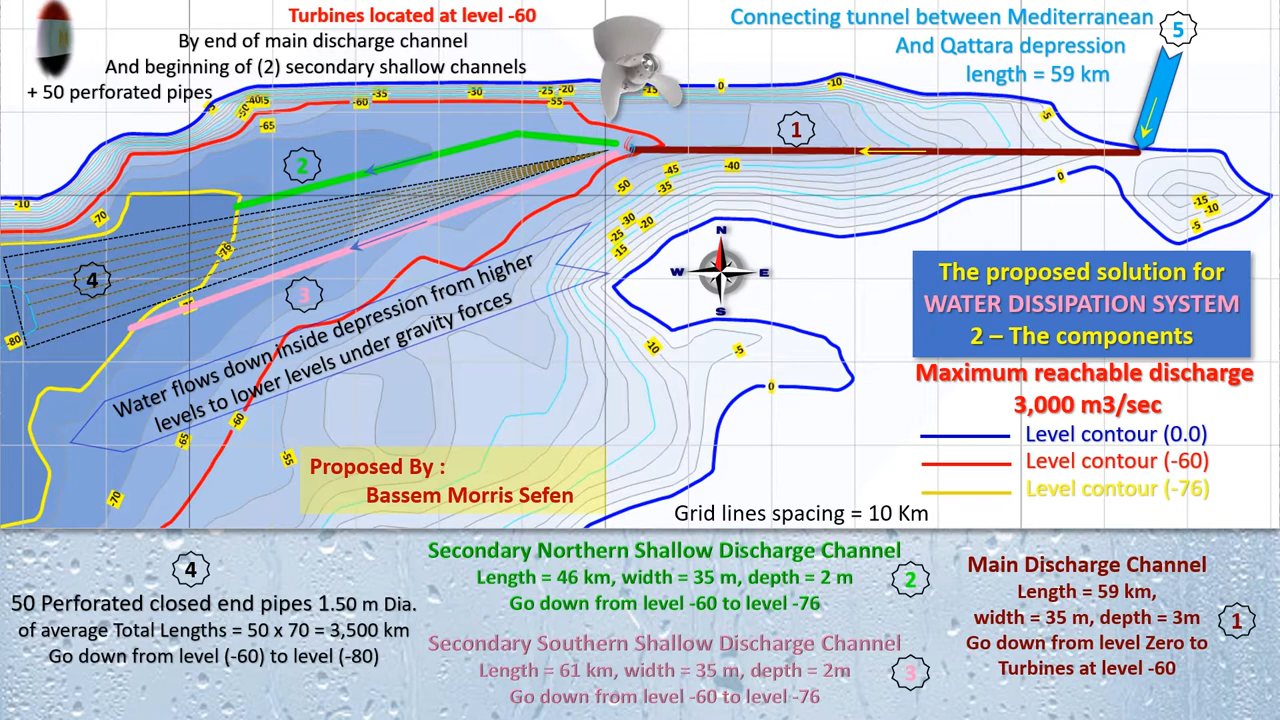 Turbines located at level -60
By end of main discharge channel
And beginning of (2) secondary shallow channels
+ 50 perforated pipes
Connecting tunnel between Mediterranean
And Qattara depression
length = 59 km
5
-35
-30
-25
-20
-15
0
-10
-50
-60
-55
-5
-65
1
2
-45
-40
-50
-35
0
-10
-70
-30
-20
-25
-15
-15
-10
-5
-76
4
3
N
W
E
S
-80
Water flows down inside depression from higher
levels to lower levels under gravity forces
-10
-5
0
-60
-65
-55
-70
The proposed solution for
WATER DISSIPATION SYSTEM
2 – The components
Maximum reachable discharge
3,000 m3/sec
Level contour (0.0)
Level contour (-60)
Level contour (-76)
Proposed By :
Bassem Morris Sefen
Grid lines spacing = 10 Km
4
50 Perforated closed end pipes 1.50 m Dia.
of average Total Lengths = 50 x 70 = 3,500 km
Go down from level (-60) to level (-80)
Secondary Northern Shallow Discharge Channel
Length = 46 km, width = 35 m, depth = 2 m
Go down from level -60 to level -76
2
Secondary Southern Shallow Discharge Channel
Length = 61 km, width = 35 m, depth = 2m
Go down from level -60 to level -76
3
Main Discharge Channel
Length = 59 km,
width = 35 m, depth = 3m
Go down from level Zero to
Turbines at level -60
1